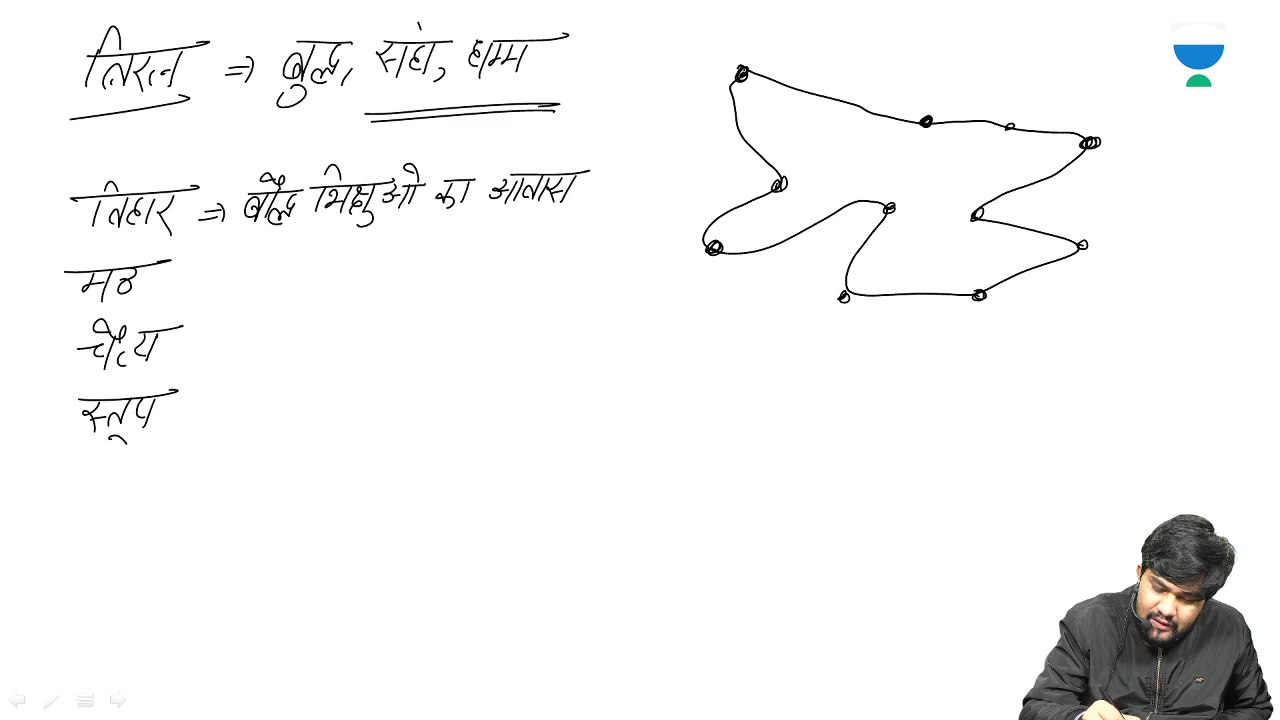 त्रिरत्न ⇒ बुद्ध, संघ, धम्म
विहार ⇒ बौद्ध भिक्षुओ का आवास
मठ
चैत्य
स्तूप